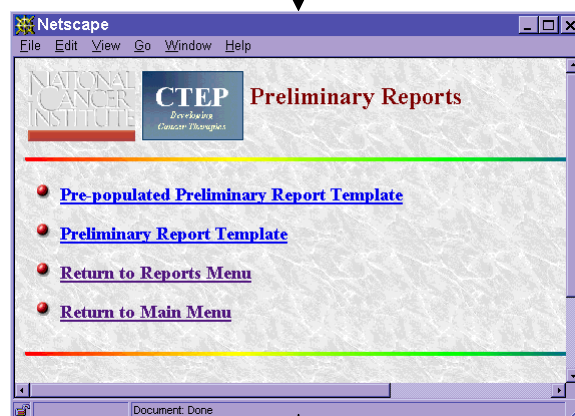 Netscape
File Edit View Go Window Help
NATIONAL
CANCER
INSTITUTE
CTEP
Developing
Cancer Therapies
Preliminary Reports
Pre-populated Preliminary Report Template
Preliminary Report Template
Return to Reports Menu
Return to Main Menu
Document: Done